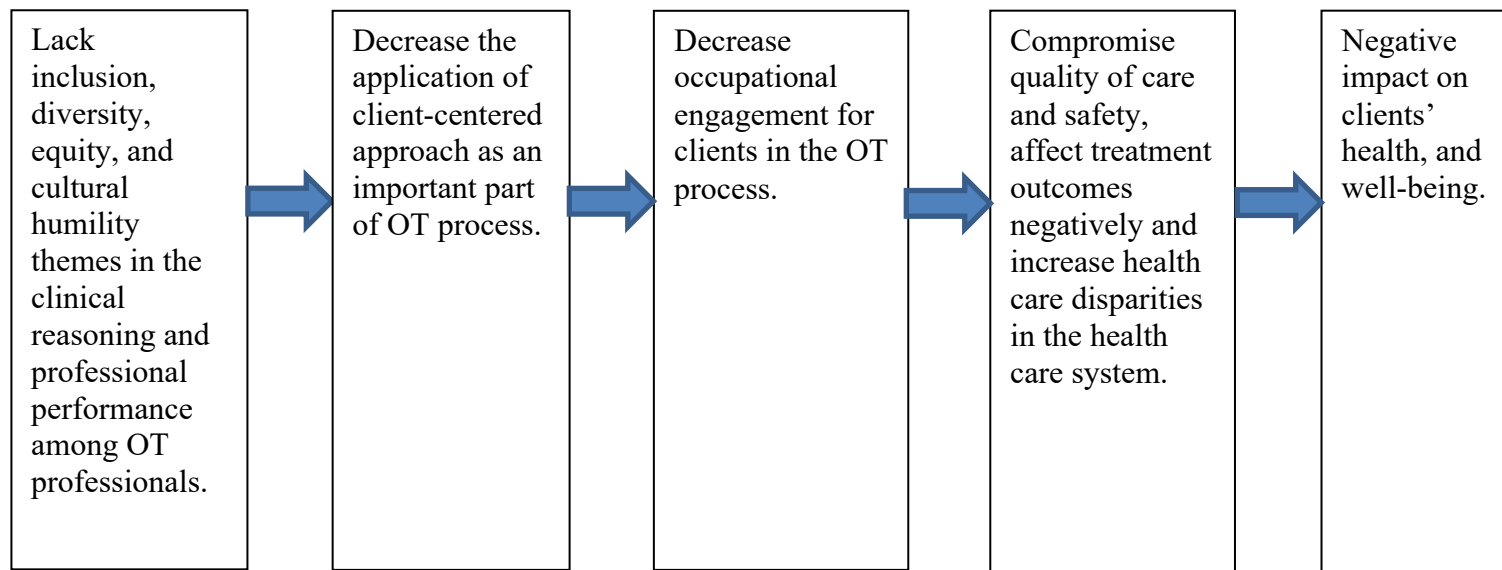 Lack
inclusion,
diversity,
equity, and
cultural
humility
themes in the
clinical
reasoning and
professional
performance
among OT
professionals.
Decrease the
application of
client-centered
approach as an
important part
of OT process.
Decrease
occupational
engagement for
clients in the OT
process.
Compromise
quality of care
and safety,
affect treatment
outcomes
negatively and
increase health
care disparities
in the health
care system.
Negative
impact on
clients’
health, and
well-being.